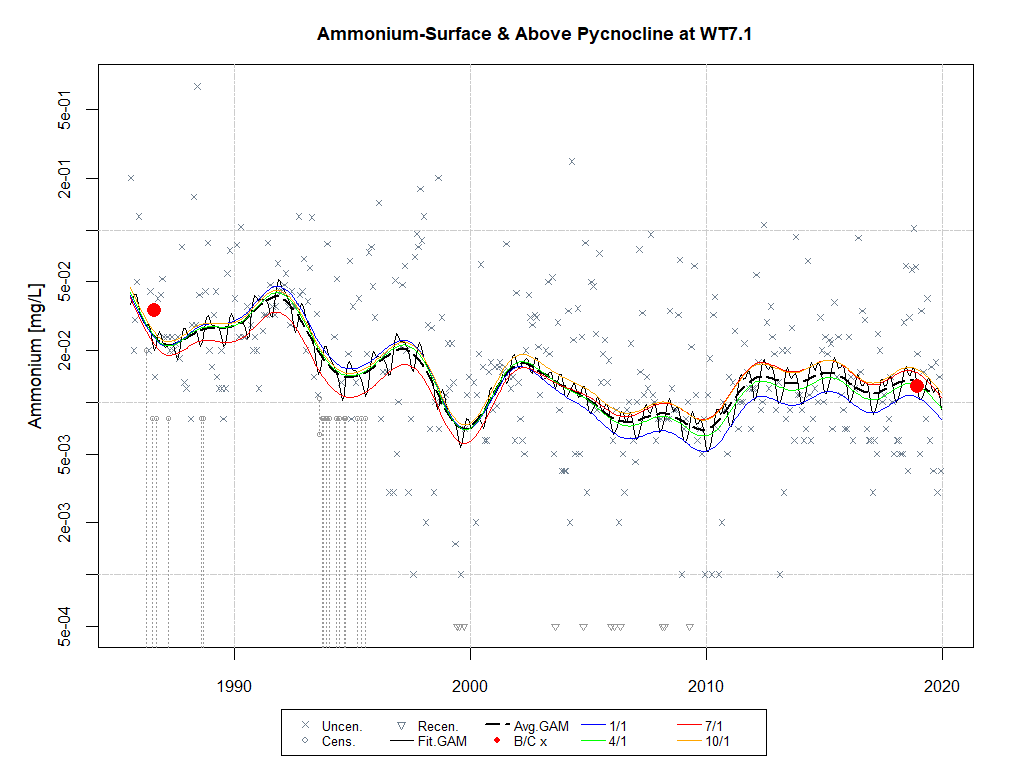 Ammonium-Surface & Above Pycnocline at WT7.1
Ammonium [mg/L]
5e-01
2e-01
5e-02
2e-02
5e-03
2e-03
5e-04
1990 2000 2010 2020
Uncen. Recen. Avg.GAM 1/1 7/1
Cens. Fit.GAM B/C x 4/1 10/1